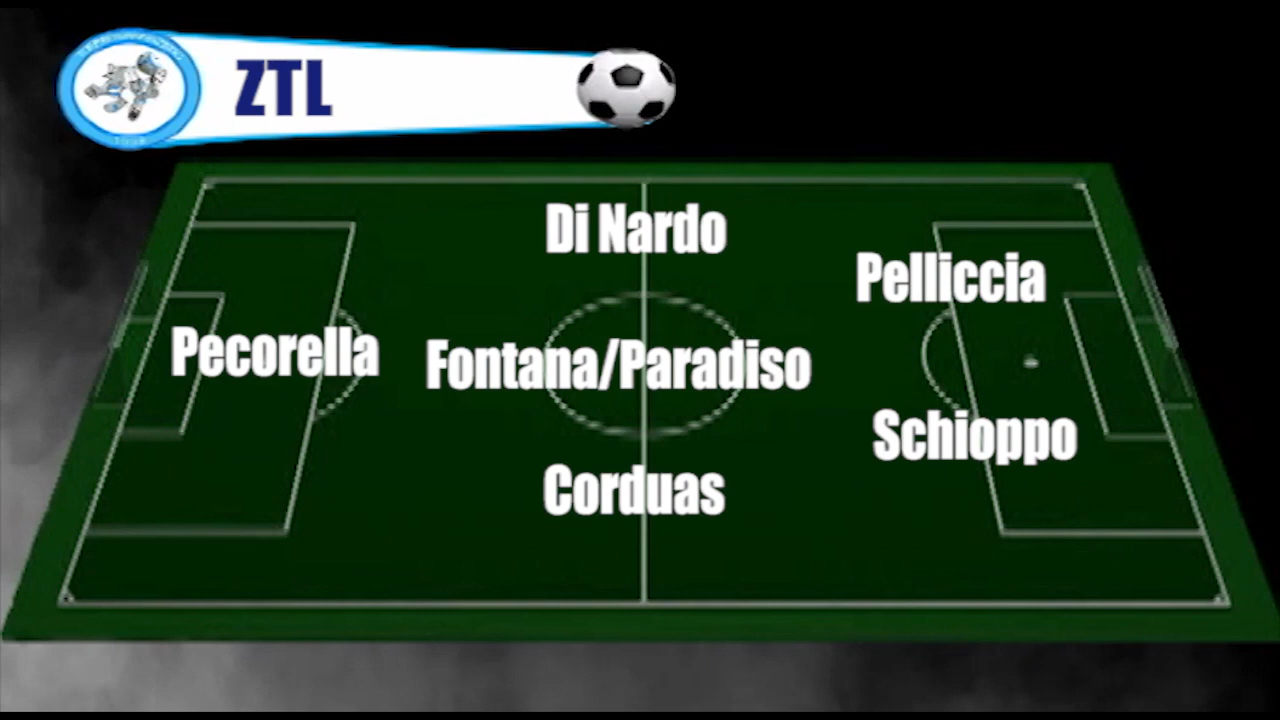 ZTL
Di Nardo
Pelliccia
Pecorella
Fontana/Paradiso
Schioppo
Corduas